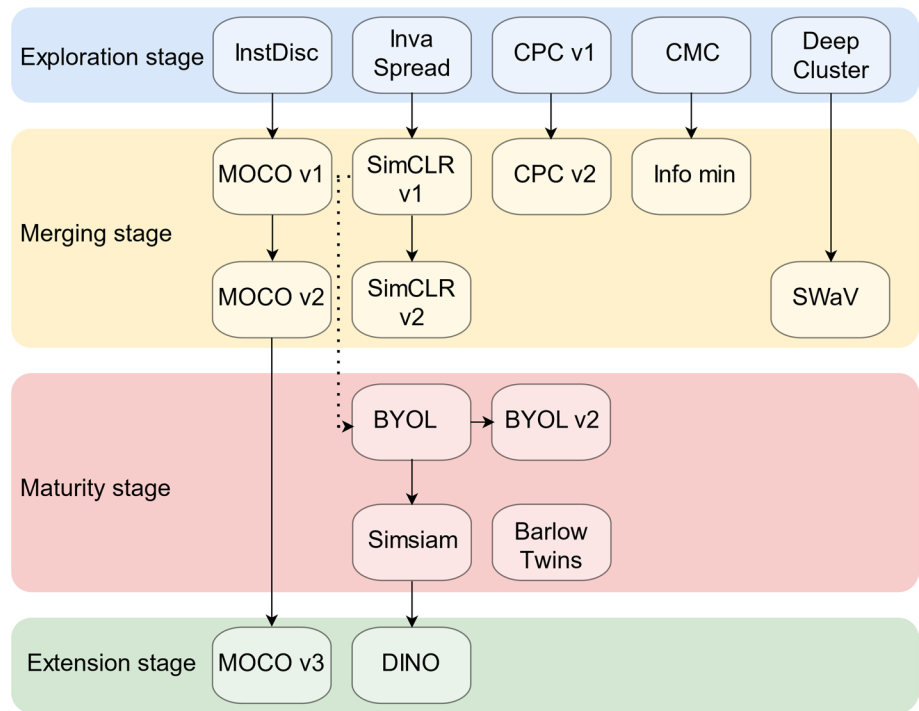 Exploration stage
InstDisc
Inva
Spread
CPC v1
CMC
Deep
Cluster
Merging stage
MOCO v1
SimCLR
v1
CPC v2
Info min
MOCO v2
SimCLR
v2
SWaV
Maturity stage
BYOL
BYOL v2
Simsiam
Barlow
Twins
Extension stage
MOCO v3
DINO